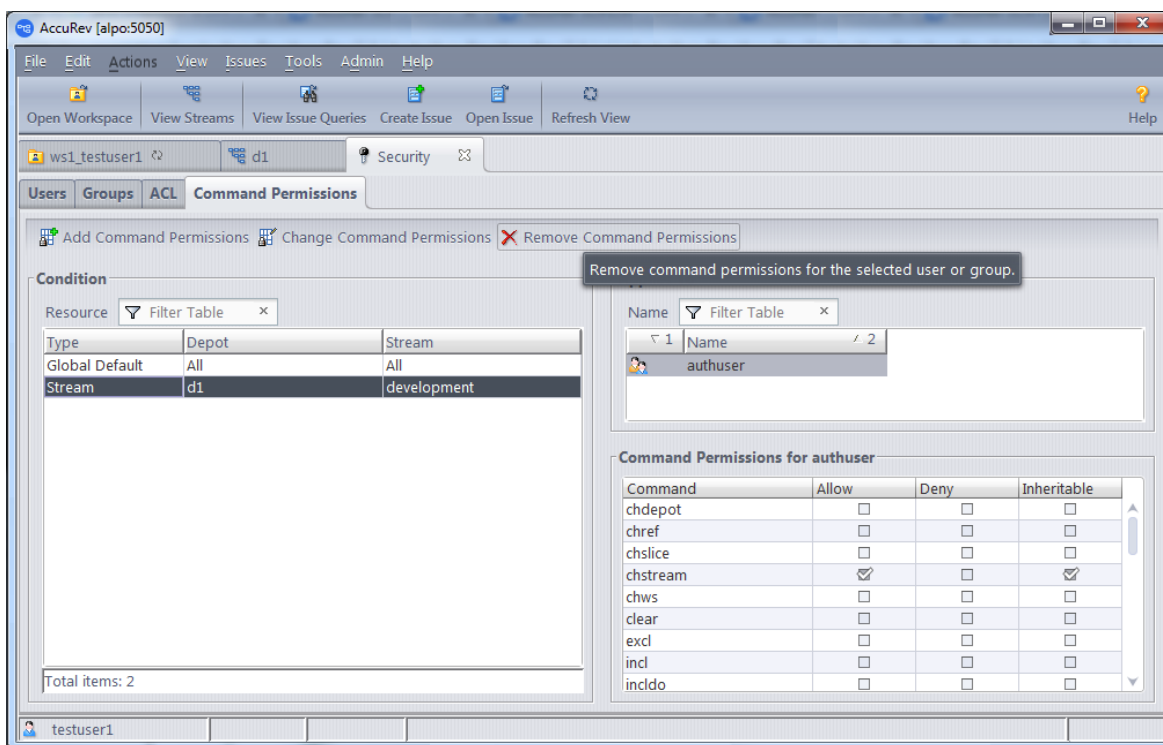 AccuRev [alpo:5050]
File Edit Actions View Issues Tools Admin Help
Open Workspace View Streams View Issue Queries Create Issue Open Issue Refresh View Help
ws1_testuser1 d1 Security
Users Groups ACL Command Permissions
Add Command Permissions Change Command Permissions Remove Command Permissions
Remove command permissions for the selected user or group.
Condition
Resource Filter Table
Type Depot Stream
Global Default All All
Stream d1 development
Total items: 2
Name Filter Table
1 Name 2
authuser
Command Permissions for authuser
Command Allow Deny Inheritable
chdepot
chref
chslice
chstream
chws
clear
excl
incl
incldo
testuser1